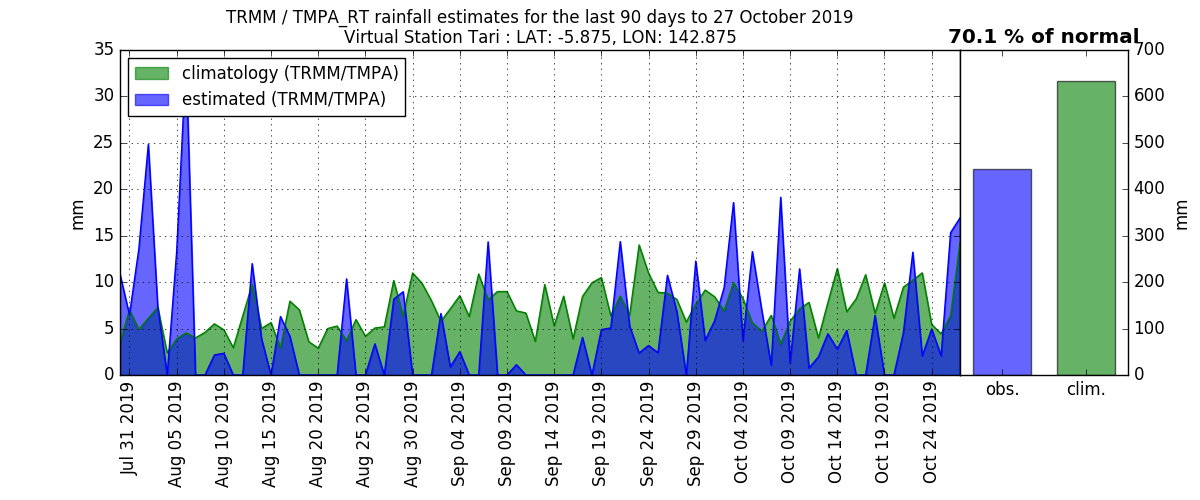 TRMM / TMPA_RT rainfall estimates for the last 90 days to 27 October 2019
Virtual Station Tari : LAT: -5.875, LON: 142.875
70.1 % of normal
climatology (TRMM/TMPA)
estimated (TRMM/TMPA)
mm
35
30
25
20
15
10
5
0
Jul 31 2019
Aug 05 2019
Aug 10 2019
Aug 15 2019
Aug 20 2019
Aug 25 2019
Aug 30 2019
Sep 04 2019
Sep 09 2019
Sep 14 2019
Sep 19 2019
Sep 24 2019
Sep 29 2019
Oct 04 2019
Oct 09 2019
Oct 14 2019
Oct 19 2019
Oct 24 2019
700
600
500
400
300
200
100
0
mm
obs.
clim.